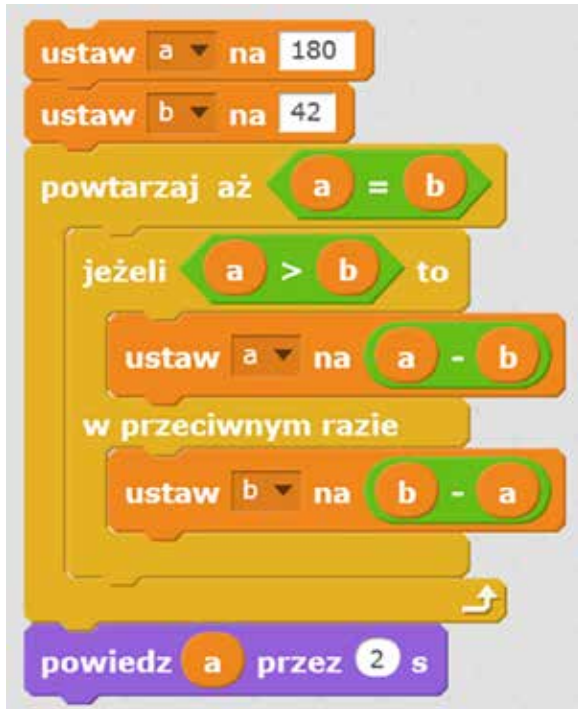 ustaw a na 180
ustaw b na 42
powtarzaj aż a = b
jeżeli a > b to
ustaw a na a - b
w przeciwnym razie
ustaw b na b - a
powiedz a przez 2 s